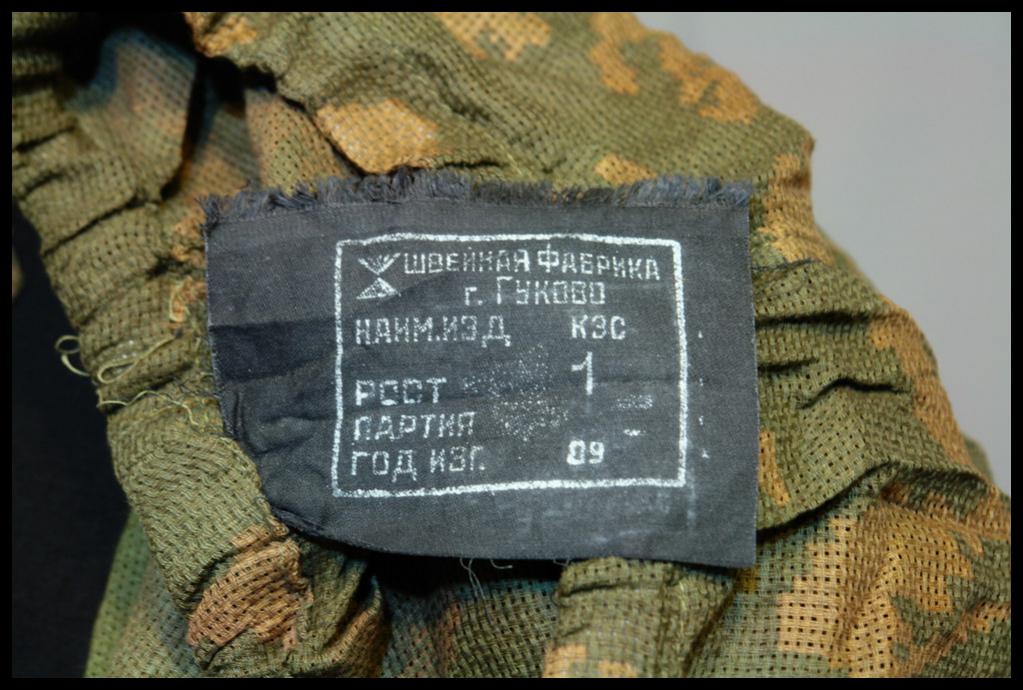 ШВЕЙНАЯ ФАБРИКА
г. ГУКОВО
НАИМ.ИЗД КЗС
РОСТ 1
ПАРТИЯ
ГОД ИЗГ. 89